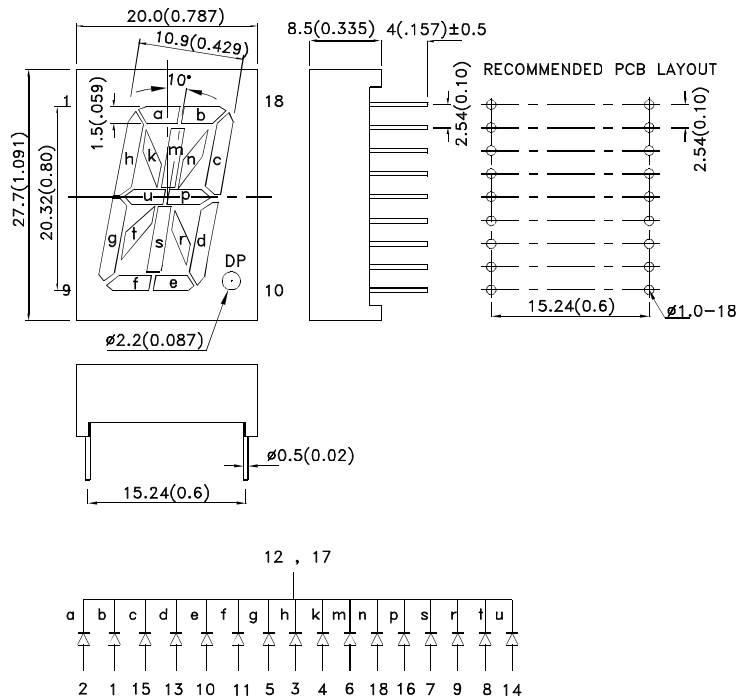 20.0(0.787)
10.9(0.429)
10°
8.5(0.335)
4(.157)±0.5
RECOMMENDED PCB LAYOUT
1
18
1.5(.059)
27.7(1.091)
20.32(0.80)
2.54(0.10)
2.54(0.10)
a
b
h
k
m
n
c
u
p
g
t
s
r
d
DP
f
e
9
10
15.24(0.6)
ø1.0-18
ø2.2(0.087)
ø0.5(0.02)
15.24(0.6)
12 , 17
a b c d e f g h k m n p s r t u
2 1 15 13 10 11 5 3 4 6 18 16 7 9 8 14